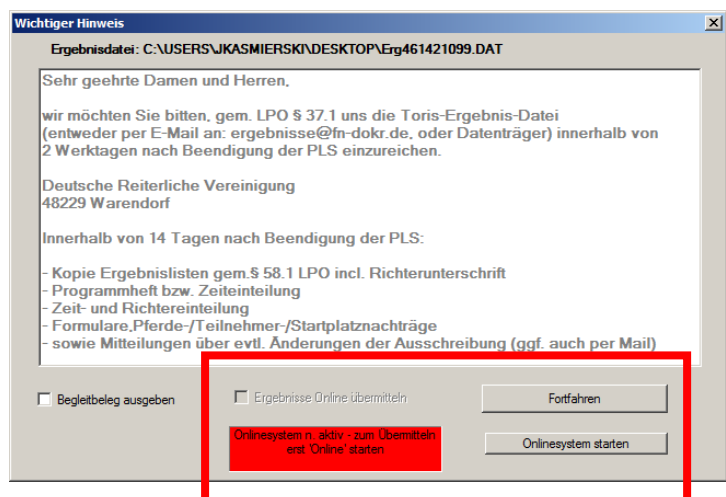 Wichtiger Hinweis
Ergebnisdatei: C:\USERS\JKASMIERSKI\DESKTOP\Erg461421099.DAT
Sehr geehrte Damen und Herren,
wir möchten Sie bitten, gem. LPO § 37.1 uns die Toris-Ergebnis-Datei
(entweder per E-Mail an: ergebnisse@fn-dokr.de, oder Datenträger) innerhalb von
2 Werktagen nach Beendigung der PLS einzureichen.
Deutsche Reiterliche Vereinigung
48229 Warendorf
Innerhalb von 14 Tagen nach Beendigung der PLS:
- Kopie Ergebnislisten gem.§ 58.1 LPO incl. Richterunterschrift
- Programmheft bzw. Zeiteinteilung
- Zeit- und Richtereinteilung
- Formulare,Pferde-/Teilnehmer-/Startplatznachträge
- sowie Mitteilungen über evtl. Änderungen der Ausschreibung (ggf. auch per Mail)
Begleitbeleg ausgeben
Ergebnisse Online übermitteln
Fortfahren
Onlinesystem n. aktiv - zum Übermitteln
erst 'Online' starten
Onlinesystem starten